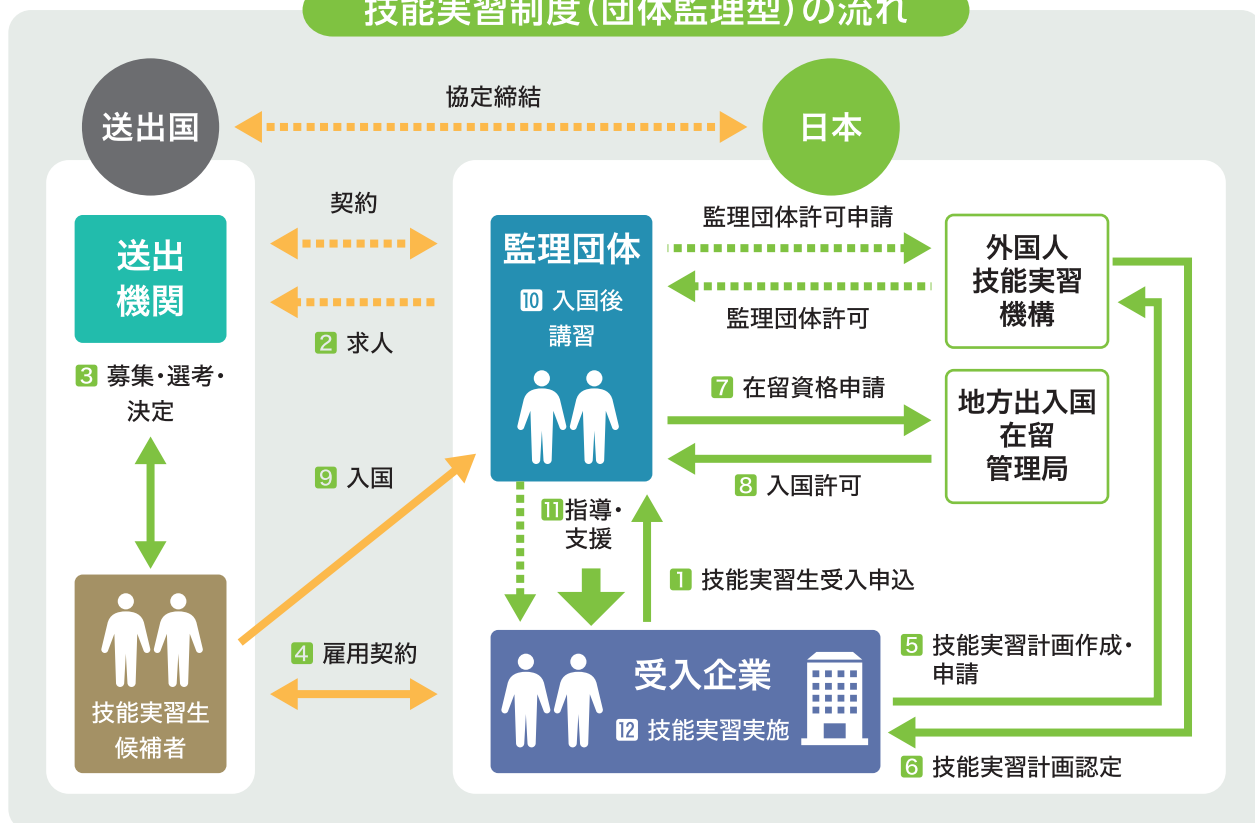 技能実習制度(団体監理型)の流れ
送出国
協定締結
日本
契約
送出
機関
2 求人
3 募集・選考・
決定
9 入国
4 雇用契約
技能実習生
候補者
監理団体
10 入国後
講習
監理団体許可申請
監理団体許可
外国人
技能実習
機構
7 在留資格申請
8 入国許可
地方出入国
在留
管理局
11 指導・
支援
1 技能実習生受入申込
受入企業
12 技能実習実施
5 技能実習計画作成・
申請
6 技能実習計画認定